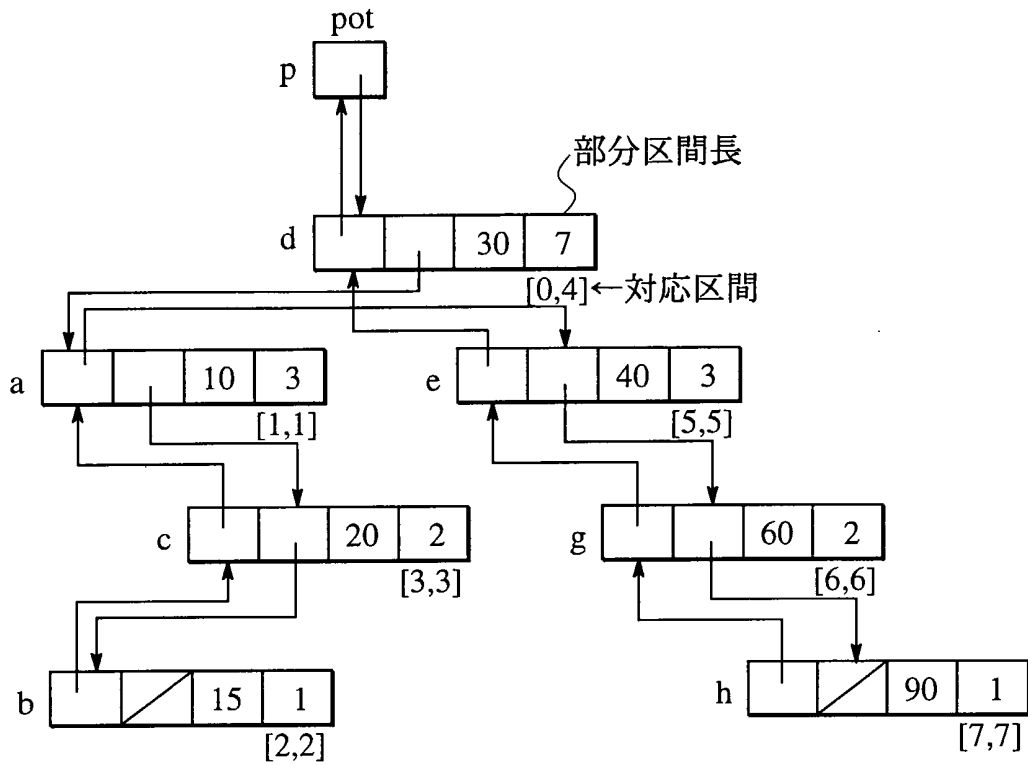 pot
p
部分区間長
d 30 7
[0,4]←対応区間
a 10 3
[1,1]
e 40 3
[5,5]
c 20 2
[3,3]
g 60 2
[6,6]
b 15 1
[2,2]
h 90 1
[7,7]